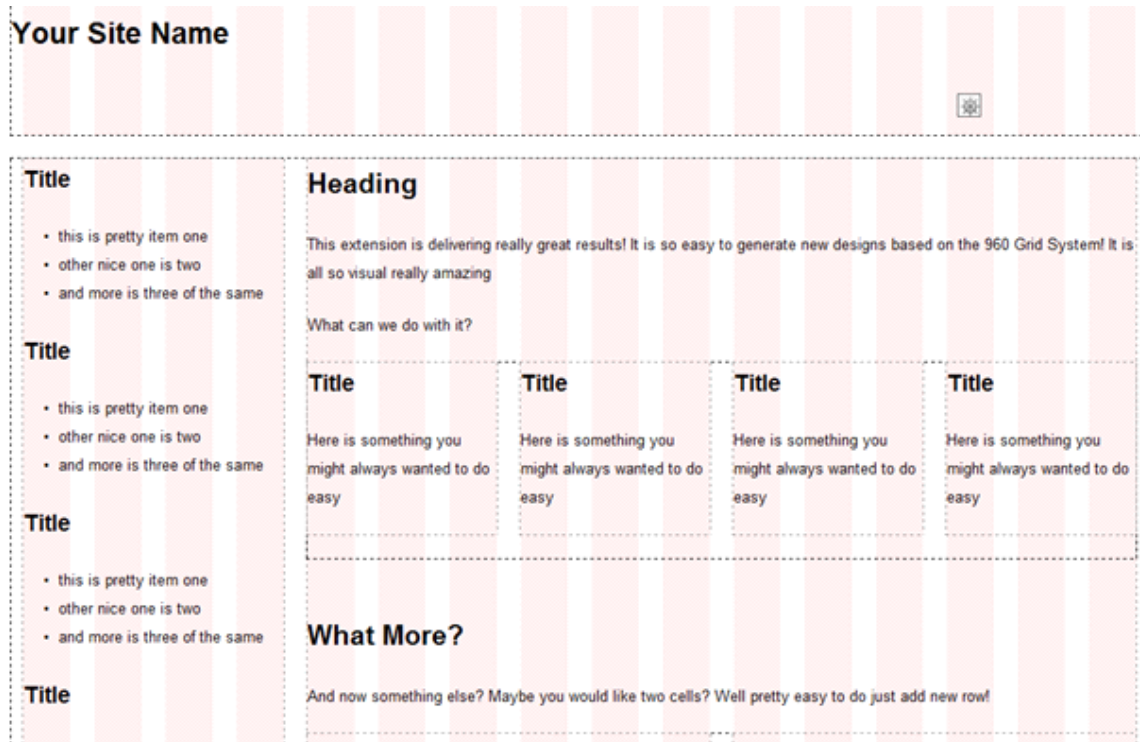 Your Site Name
Title
• this is pretty item one
• other nice one is two
• and more is three of the same
Title
• this is pretty item one
• other nice one is two
• and more is three of the same
Title
• this is pretty item one
• other nice one is two
• and more is three of the same
Title
Heading
This extension is delivering really great results! It is so easy to generate new designs based on the 960 Grid System! It is
all so visual really amazing
What can we do with it?
Title
Here is something you
might always wanted to do
easy
Title
Here is something you
might always wanted to do
easy
Title
Here is something you
might always wanted to do
easy
Title
Here is something you
might always wanted to do
easy
What More?
And now something else? Maybe you would like two cells? Well pretty easy to do just add new row!